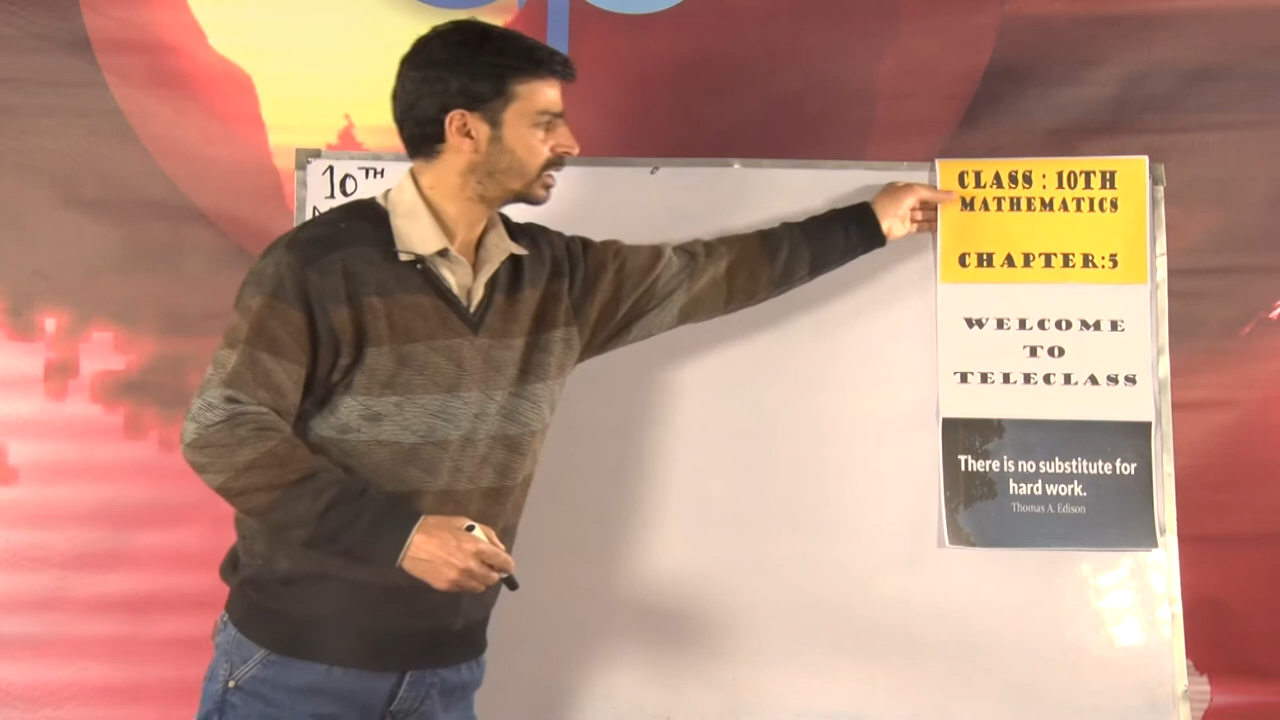 10TH
CLASS : 10TH
MATHEMATICS
CHAPTER:5
WELCOME
TO
TELECLASS
There is no substitute for
hard work.
Thomas A. Edison